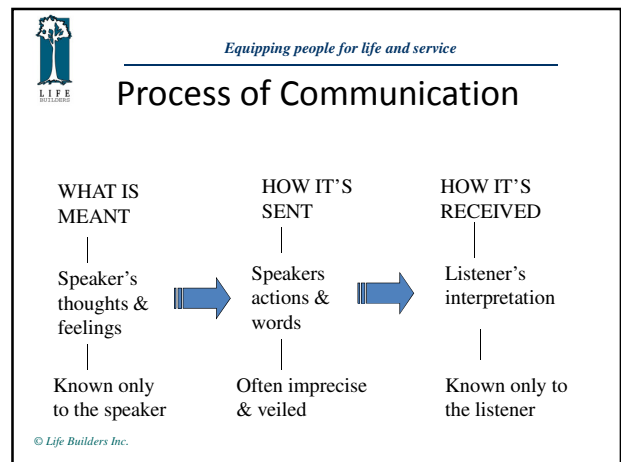 Equipping people for life and service
LIFE
BUILDERS
Process of Communication
WHAT IS
MEANT
Speaker’s
thoughts &
feelings
Known only
to the speaker
HOW IT’S
SENT
Speakers
actions &
words
Often imprecise
& veiled
HOW IT’S
RECEIVED
Listener’s
interpretation
Known only to
the listener
© Life Builders Inc.